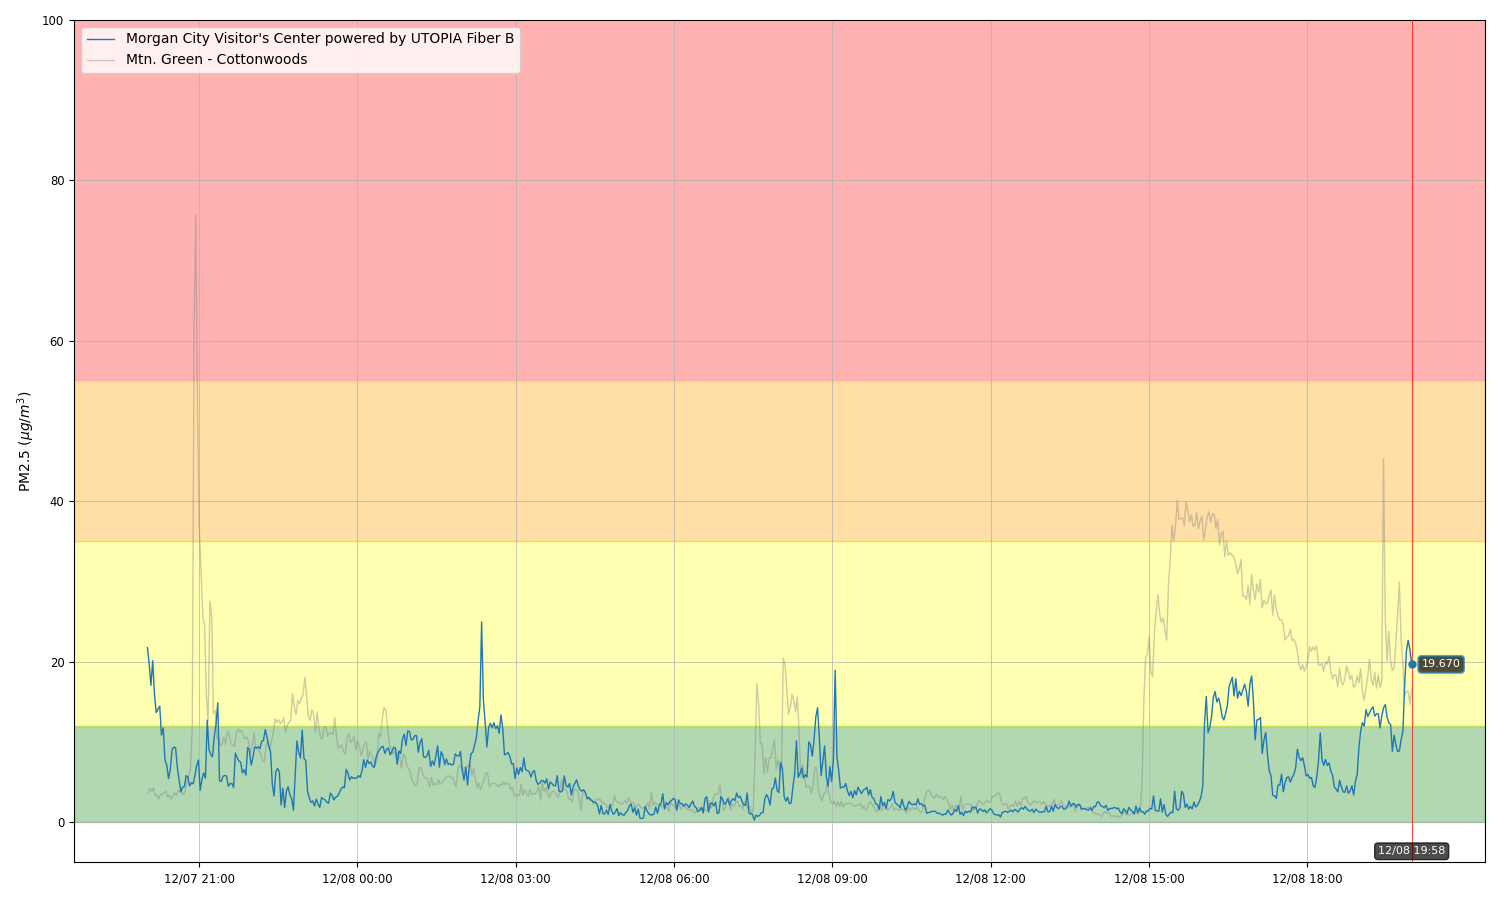 100
Morgan City Visitor's Center powered by UTOPIA Fiber B
Mtn. Green - Cottonwoods
80
60
PM2.5 (μg/m³)
40
20
19.670
0
12/08 19:58
12/07 21:00 12/08 00:00 12/08 03:00 12/08 06:00 12/08 09:00 12/08 12:00 12/08 15:00 12/08 18:00